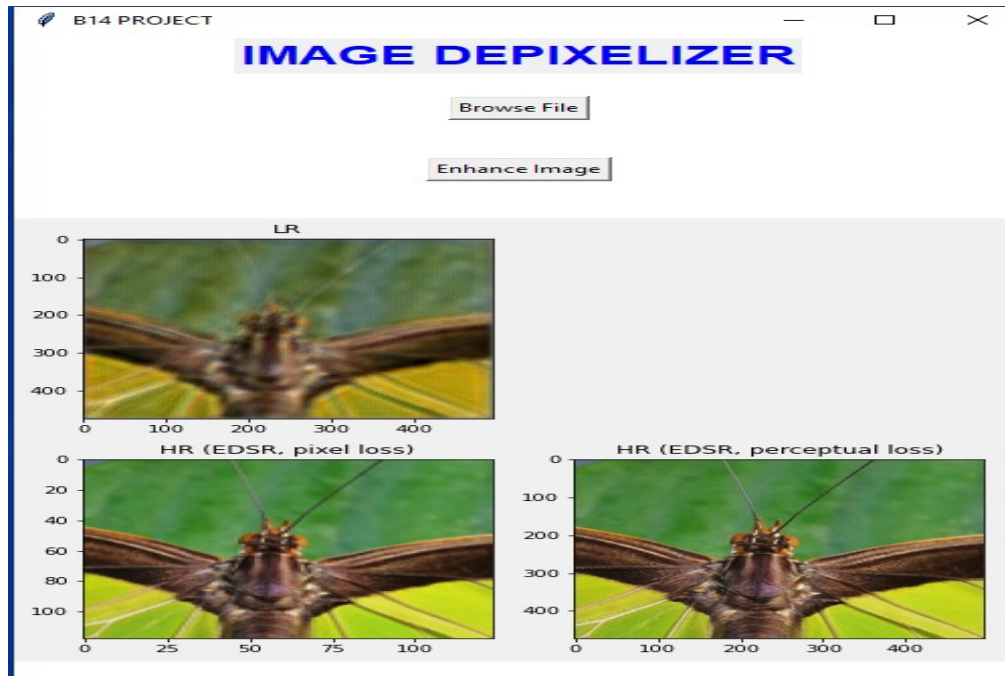 B14 PROJECT
IMAGE DEPIXELIZER
Browse File
Enhance Image
LR
0
100
200
300
400
0 100 200 300 400
HR (EDSR, pixel loss)
0
20
40
60
80
100
0 25 50 75 100
HR (EDSR, perceptual loss)
0
100
200
300
400
0 100 200 300 400